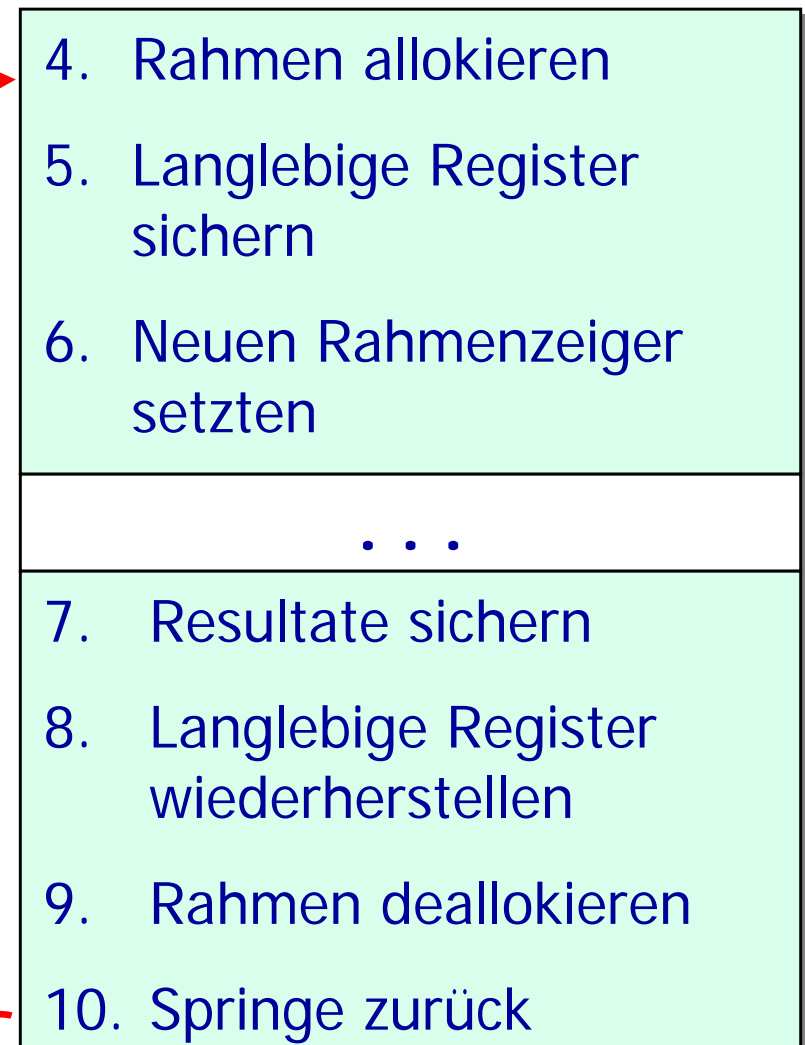 4. Rahmen allokieren
5. Langlebige Register
sichern
6. Neuen Rahmenzeiger
setzten
. . .
7. Resultate sichern
8. Langlebige Register
wiederherstellen
9. Rahmen deallokieren
10. Springe zurück